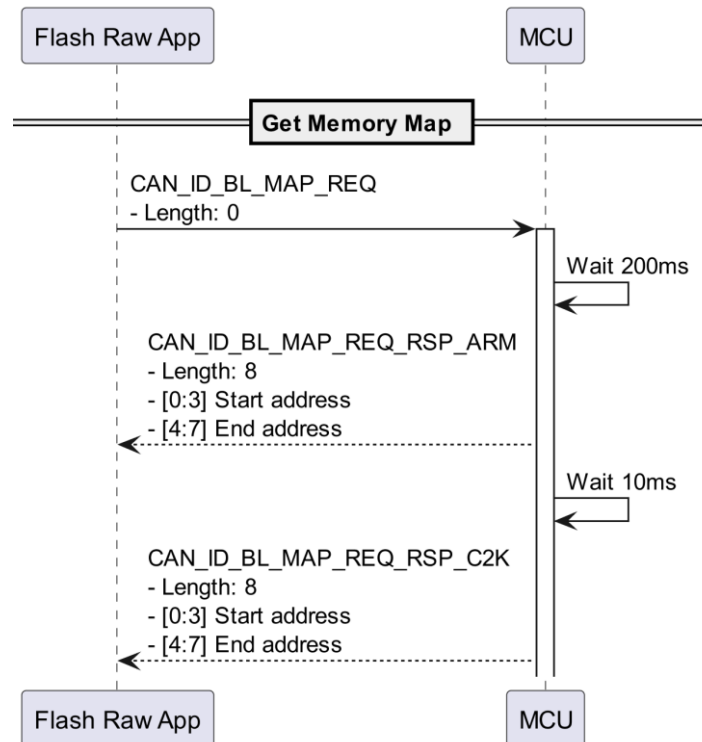 Flash Raw App
MCU
Get Memory Map
CAN_ID_BL_MAP_REQ
- Length: 0
Wait 200ms
CAN_ID_BL_MAP_REQ_RSP_ARM
- Length: 8
- [0:3] Start address
- [4:7] End address
Wait 10ms
CAN_ID_BL_MAP_REQ_RSP_C2K
- Length: 8
- [0:3] Start address
- [4:7] End address
Flash Raw App
MCU